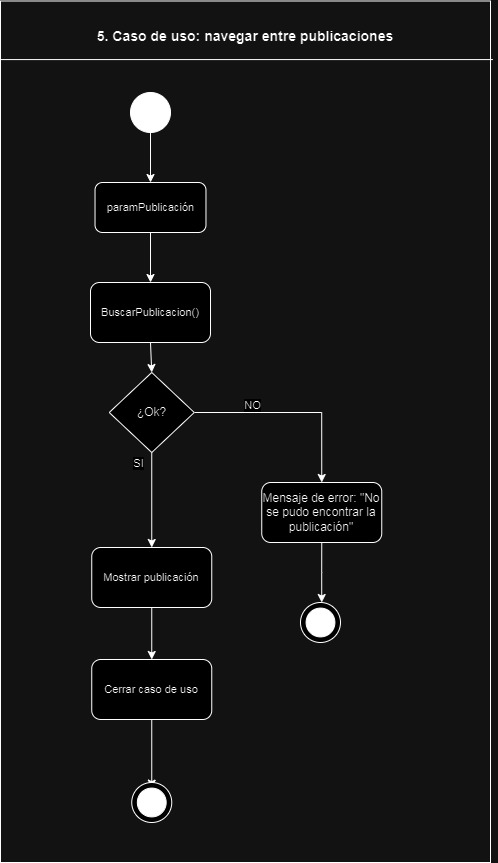 5. Caso de uso: navegar entre publicaciones
paramPublicación
BuscarPublicacion()
¿Ok?
NO
SI
Mensaje de error: "No
se pudo encontrar la
publicación"
Mostrar publicación
Cerrar caso de uso